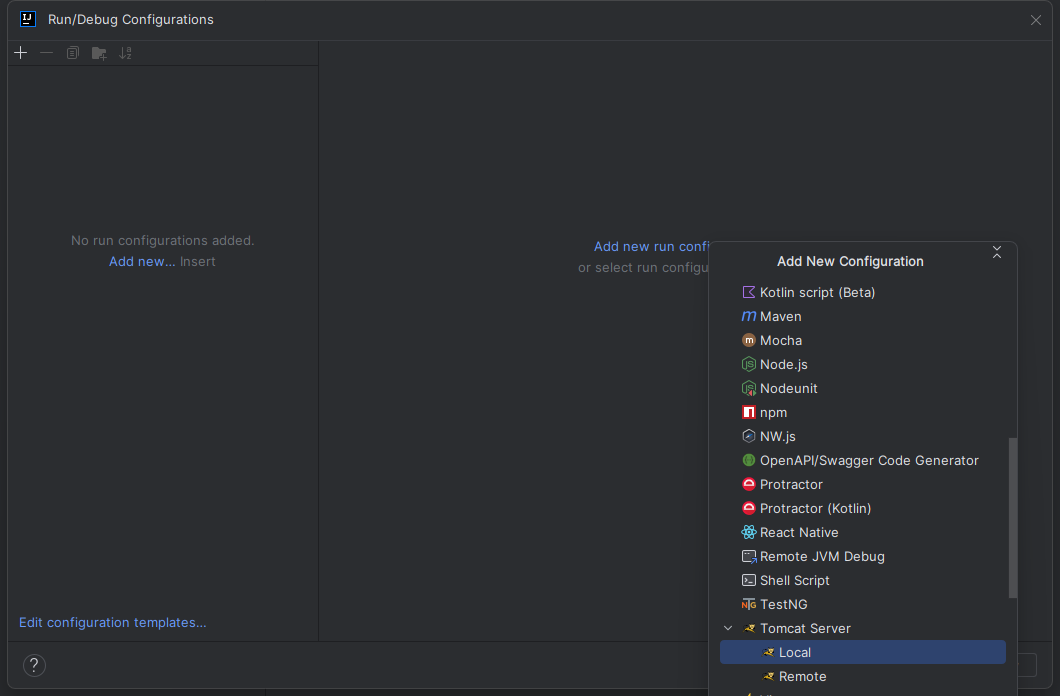 IJ
Run/Debug Configurations
No run configurations added.
Add new... Insert
Add new run confi
or select run configu
Add New Configuration
Kotlin script (Beta)
Maven
Mocha
Node.js
Nodeunit
npm
NW.js
OpenAPI/Swagger Code Generator
Protractor
Protractor (Kotlin)
React Native
Remote JVM Debug
Shell Script
TestNG
Tomcat Server
Local
Remote
Edit configuration templates...
?